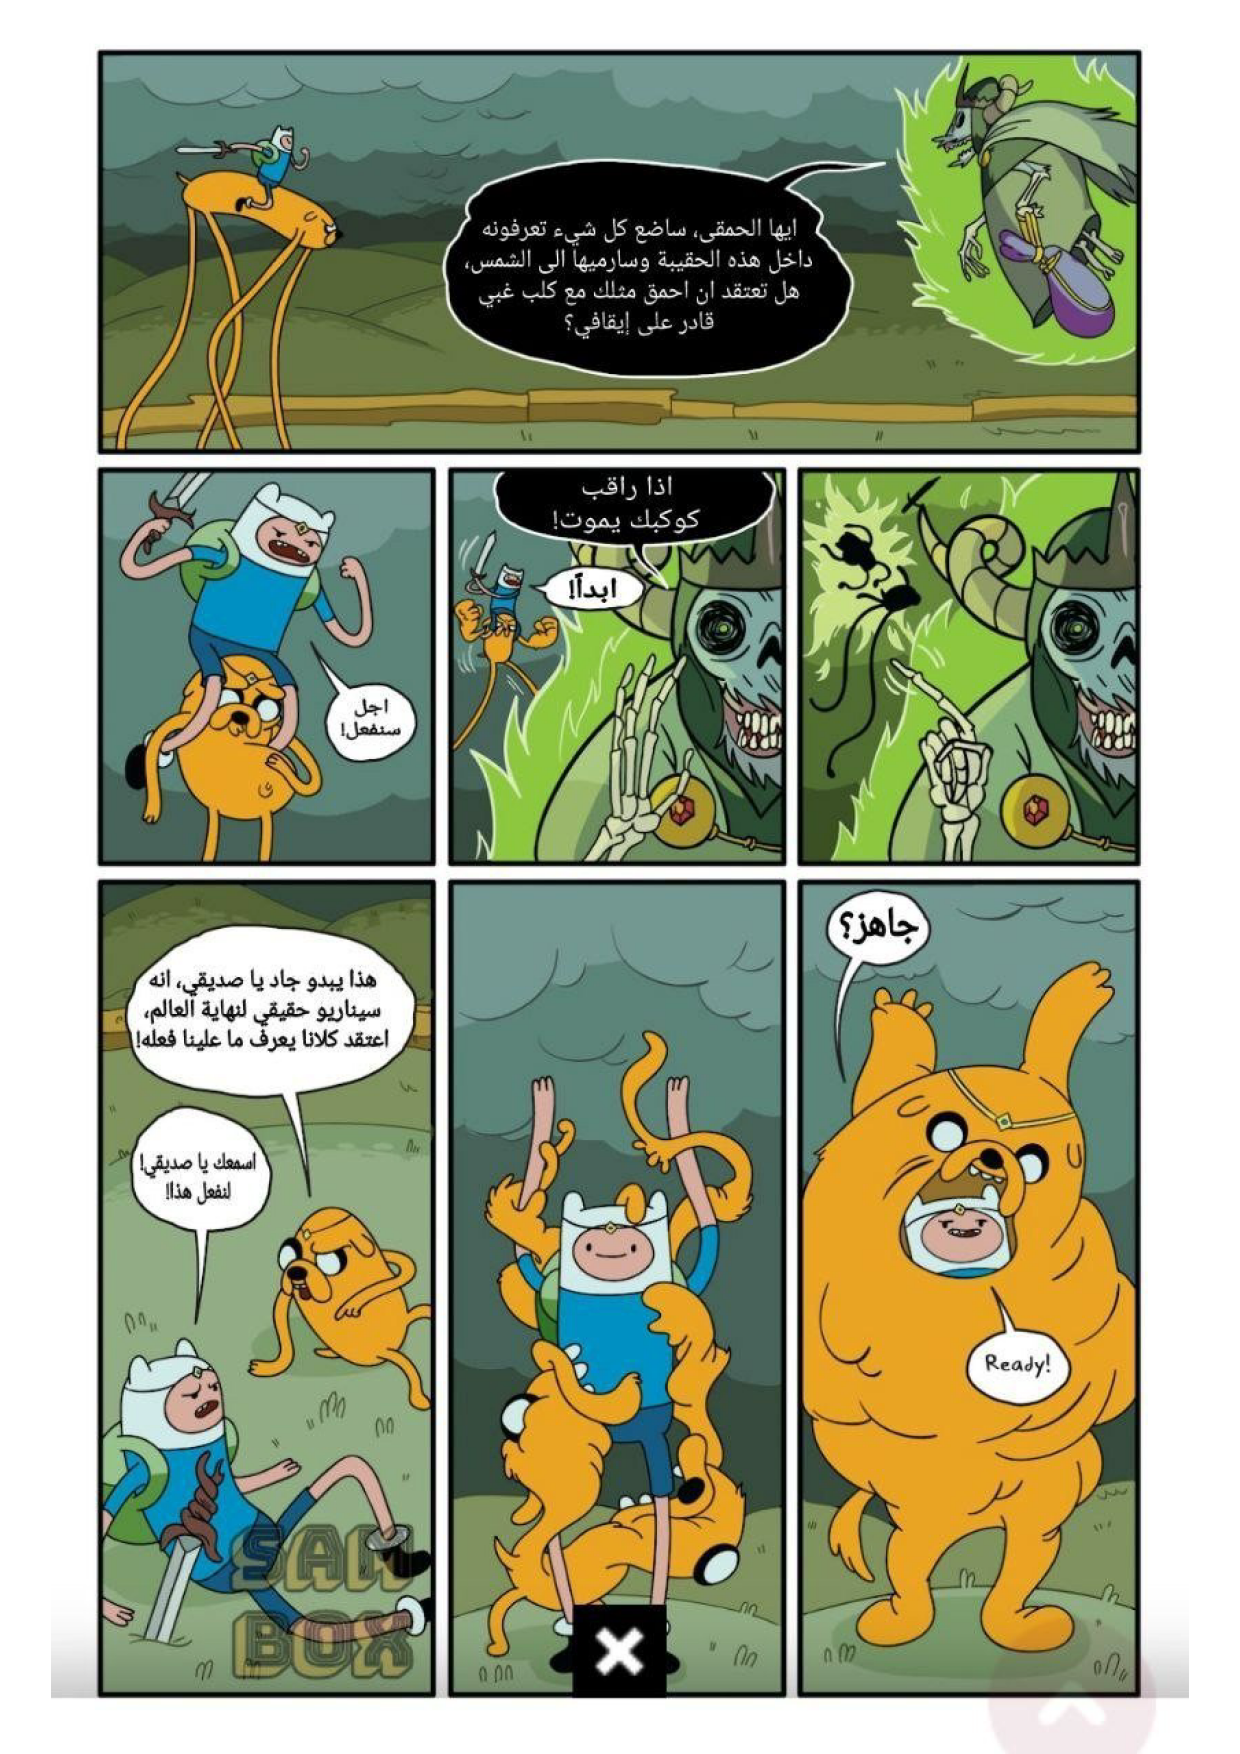 ايها الحمقى، ساضع كل شيء تعرفونه
داخل هذه الحقيبة وسارميها الى الشمس،
هل تعتقد ان احمق مثلك مع كلب غبي
قادر على إيقافي؟
اجل
سنفعل!
اذا راقب
كوكبك يموت!
ابدآ!
هذا يبدو جاد يا صديقي، انه
سيناريو حقيقي لنهاية العالم،
اعتقد كلانا يعرف ما علينا فعله!
اسمعك يا صديقي!
لنفعل هذا!
جاهز؟
Ready!
SAN
BOX